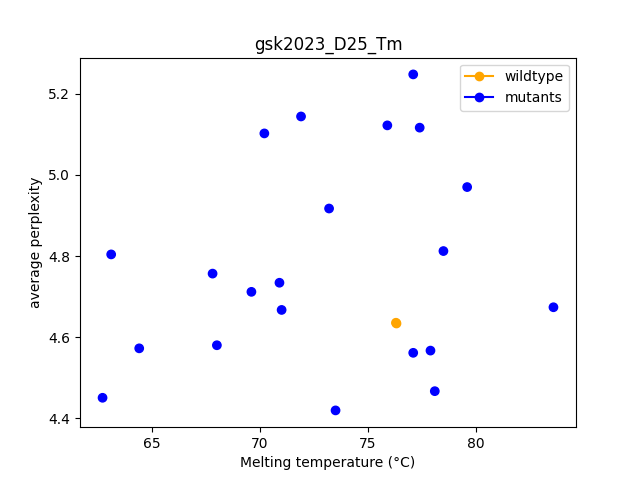 gsk2023_D25_Tm
wildtype
mutants
5.2
5.0
4.8
4.6
4.4
average perplexity
65
70
75
80
Melting temperature (°C)